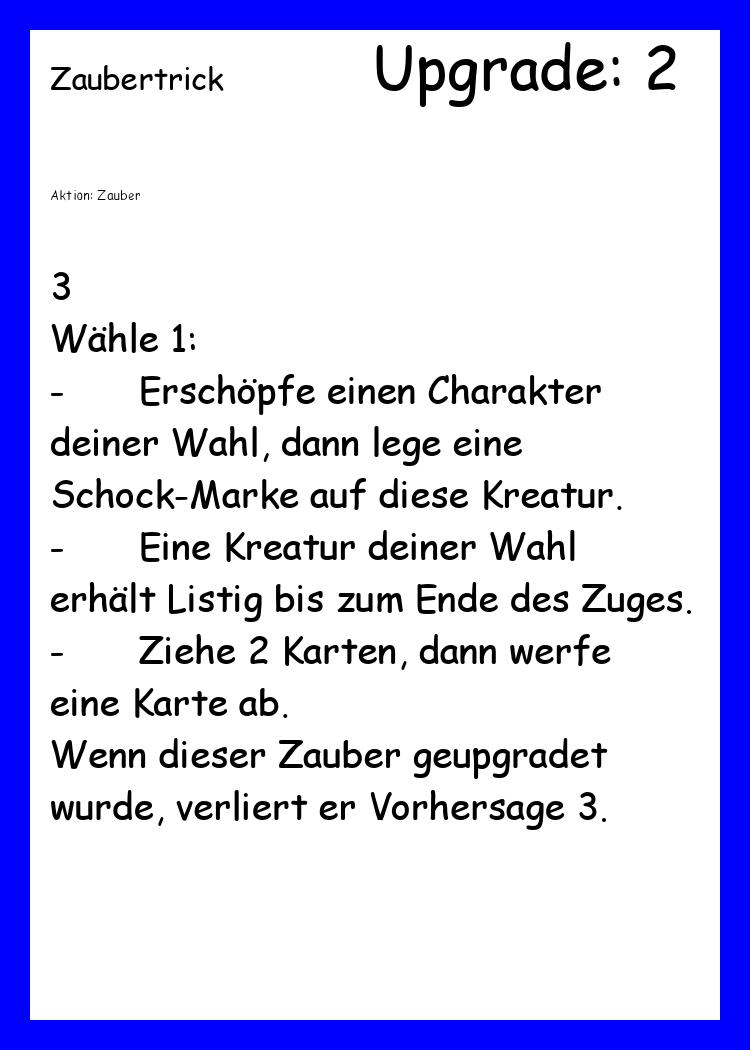 Zaubertrick Upgrade: 2
Aktion: Zauber
3
Wähle 1:
- Erschöpfe einen Charakter
deiner Wahl, dann lege eine
Schock-Marke auf diese Kreatur.
- Eine Kreatur deiner Wahl
erhält Listig bis zum Ende des Zuges.
- Ziehe 2 Karten, dann werfe
eine Karte ab.
Wenn dieser Zauber geupgradet
wurde, verliert er Vorhersage 3.